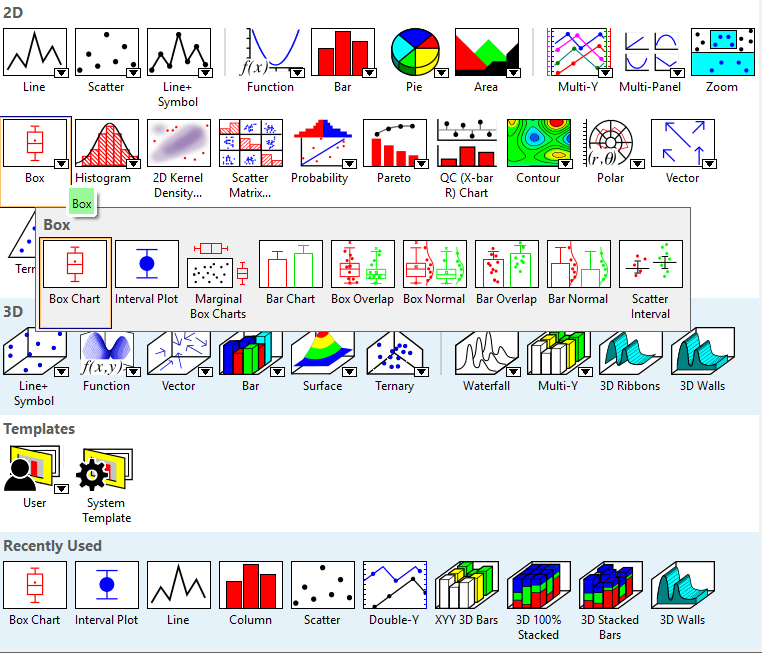 2D
Line
Scatter
Line+
Symbol
f(x)
Function
Bar
Pie
Area
Multi-Y
Multi-Panel
Zoom
Box
Histogram
2D Kernel
Density...
Scatter
Matrix...
Probability
Pareto
QC (X-bar
R) Chart
Contour
(r,θ)
Polar
Vector
Box
Box
Box Chart
Interval Plot
Marginal
Box Charts
Bar Chart
Box Overlap
Box Normal
Bar Overlap
Bar Normal
Scatter
Interval
3D
Line+
Symbol
f(x,y)
Function
Vector
Bar
Surface
Ternary
Waterfall
Multi-Y
3D Ribbons
3D Walls
Templates
User
System
Template
Recently Used
Box Chart
Interval Plot
Line
Column
Scatter
Double-Y
XYY 3D Bars
3D 100%
Stacked
3D Stacked
Bars
3D Walls